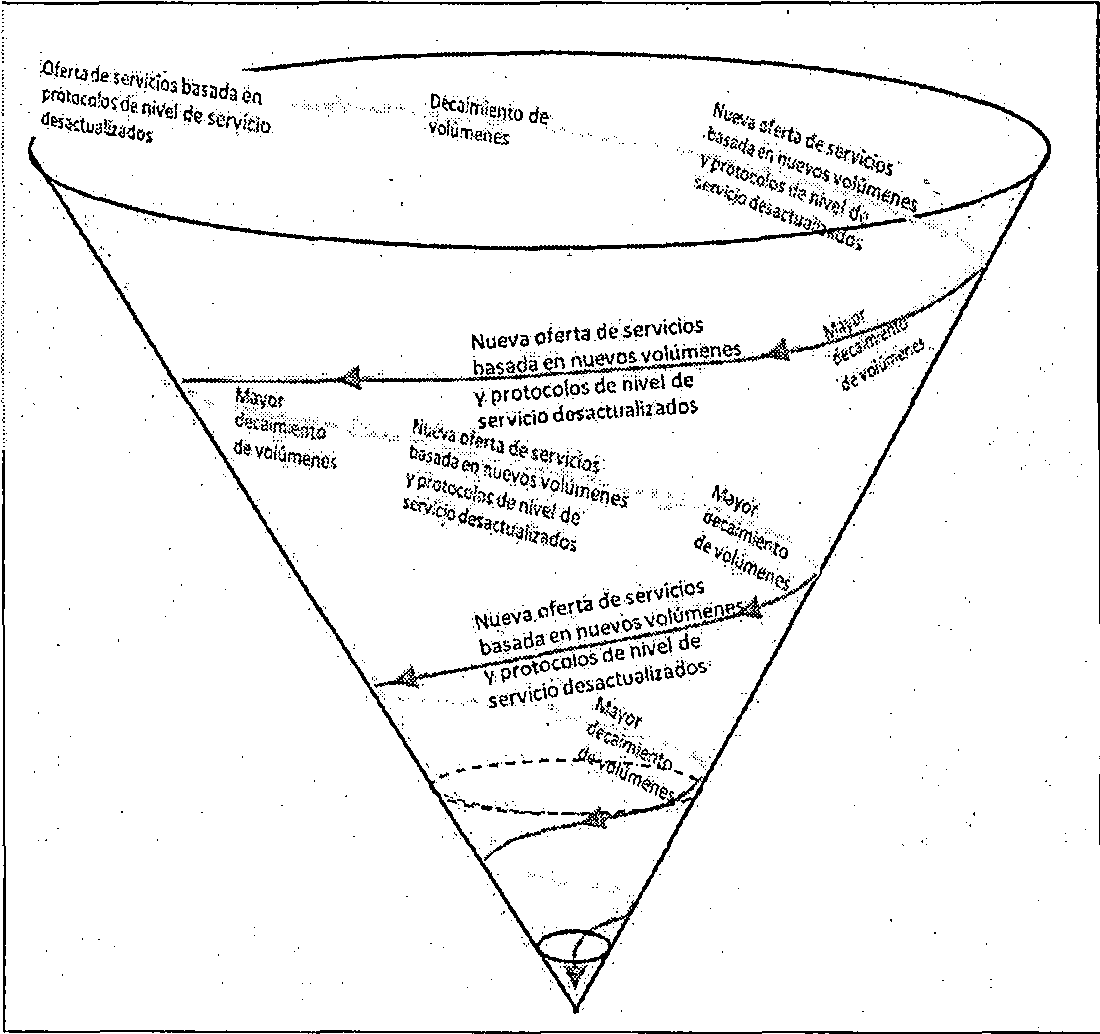 Oferta de servicios basada en
protocolos de nivel de servicio
desactualizados
Decaimiento de
volúmenes
Nueva oferta de servicios
basada en nuevos volúmenes
y protocolos de nivel de
servicio desactualizados
Nueva oferta de servicios
basada en nuevos volúmenes
y protocolos de nivel de
servicio desactualizados
Mayor
decaimiento
de volúmenes
Mayor
decaimiento
de volúmenes
Nueva oferta de servicios
basada en nuevos volúmenes
y protocolos de nivel de
servicio desactualizados
Mayor
decaimiento
de volúmenes
Nueva oferta de servicios
basada en nuevos volúmenes
y protocolos de nivel de
servicio desactualizados
Mayor
decaimiento
de volúmenes